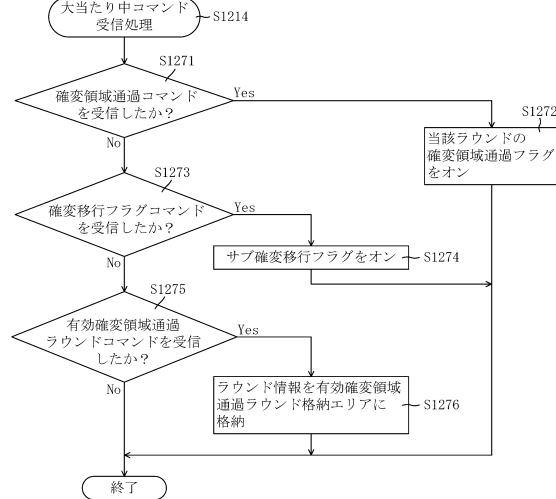 大当たり中コマンド
受信処理
S1214
S1271
確変領域通過コマンド
を受信したか？
Yes
No
S1272
当該ラウンドの
確変領域通過フラグ
をオン
S1273
確変移行フラグコマンド
を受信したか？
Yes
No
サブ確変移行フラグをオン
S1274
S1275
有効確変領域通過
ラウンドコマンドを受信
したか？
Yes
No
ラウンド情報を有効確変領域
通過ラウンド格納エリアに
格納
S1276
終了